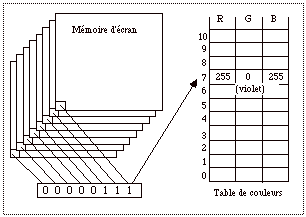 Mémoire d'écran
R G B
10
9
8
7 255 0 255
6 (violet)
5
4
3
2
1
0
0 0 0 0 0 1 1 1
Table de couleurs